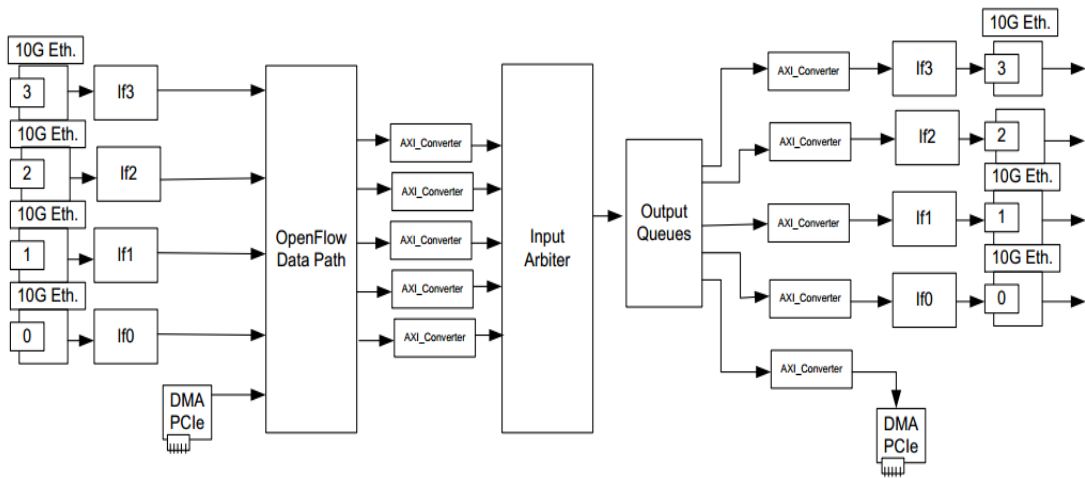 10G Eth.
3
If3
10G Eth.
2
If2
10G Eth.
1
If1
10G Eth.
0
If0
DMA
PCIe
OpenFlow
Data Path
AXI_Converter
AXI_Converter
AXI_Converter
AXI_Converter
AXI_Converter
Input
Arbiter
Output
Queues
AXI_Converter
If3
10G Eth.
3
AXI_Converter
If2
2
AXI_Converter
If1
10G Eth.
1
AXI_Converter
If0
10G Eth.
0
AXI_Converter
DMA
PCIe